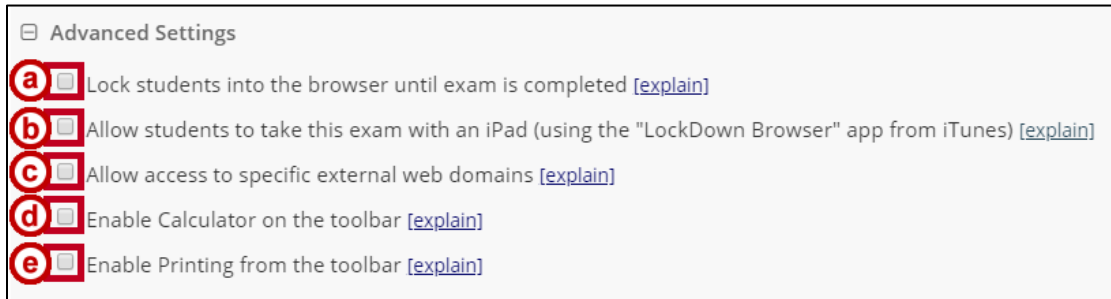 Advanced Settings
a Lock students into the browser until exam is completed [explain]
b Allow students to take this exam with an iPad (using the "LockDown Browser" app from iTunes) [explain]
c Allow access to specific external web domains [explain]
d Enable Calculator on the toolbar [explain]
e Enable Printing from the toolbar [explain]